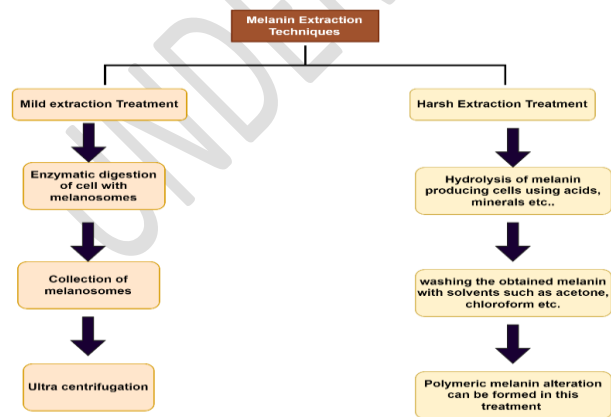 Melanin Extraction
Techniques
Mild extraction Treatment
Enzymatic digestion
of cell with
melanosomes
Collection of
melanosomes
Ultra centrifugation
Harsh Extraction Treatment
Hydrolysis of melanin
producing cells using acids,
minerals etc..
washing the obtained melanin
with solvents such as acetone,
chloroform etc.
Polymeric melanin alteration
can be formed in this
treatment
UNDE